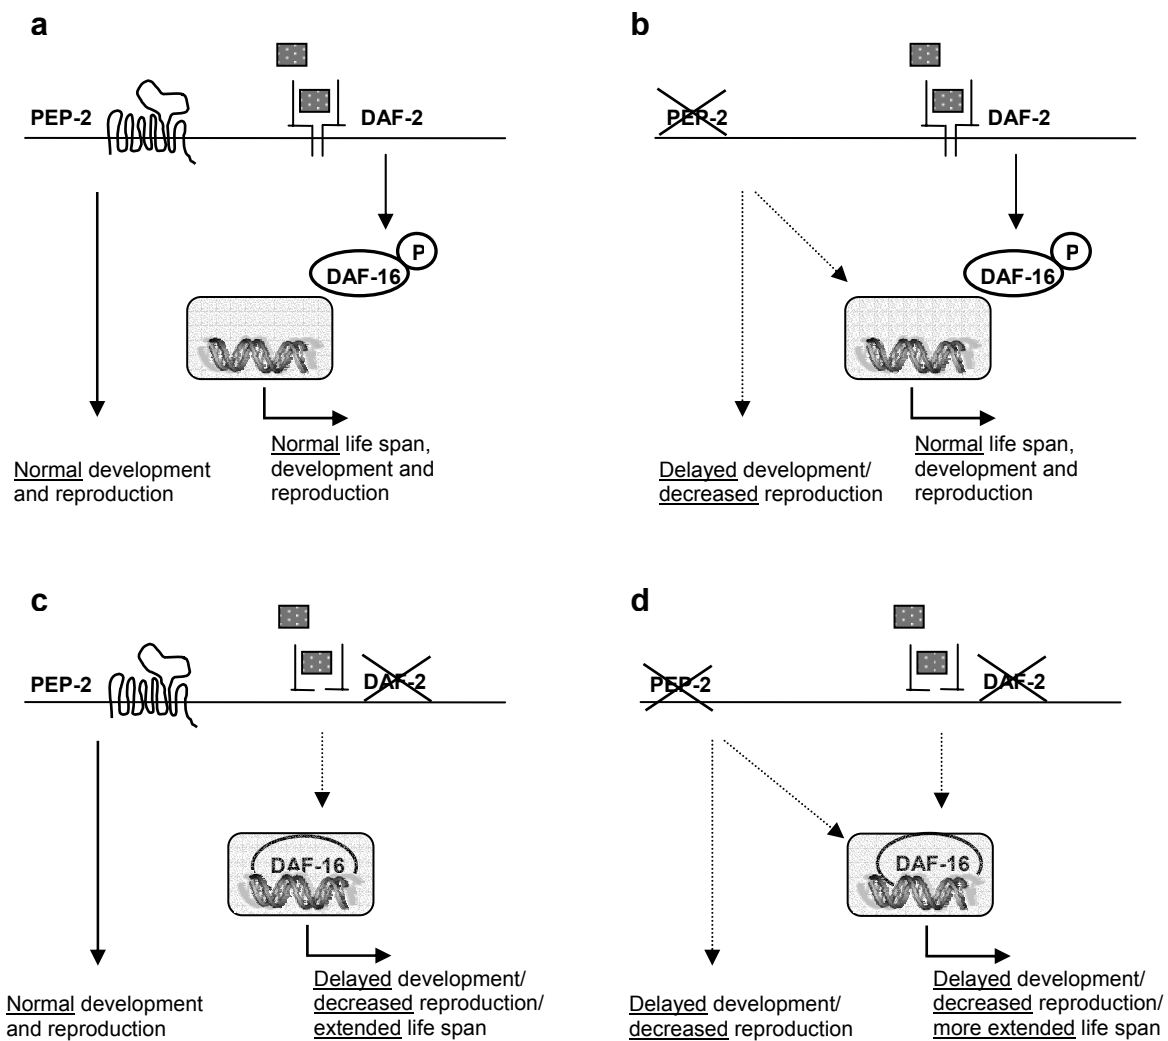 a
PEP-2
DAF-2
P
DAF-16
Normal development
and reproduction
Normal life span,
development and
reproduction
b
PEP-2
DAF-2
P
DAF-16
Delayed development/
decreased reproduction
Normal life span,
development and
reproduction
c
PEP-2
DAF-2
DAF-16
Normal development
and reproduction
Delayed development/
decreased reproduction/
extended life span
d
PEP-2
DAF-2
DAF-16
Delayed development/
decreased reproduction
Delayed development/
decreased reproduction/
more extended life span